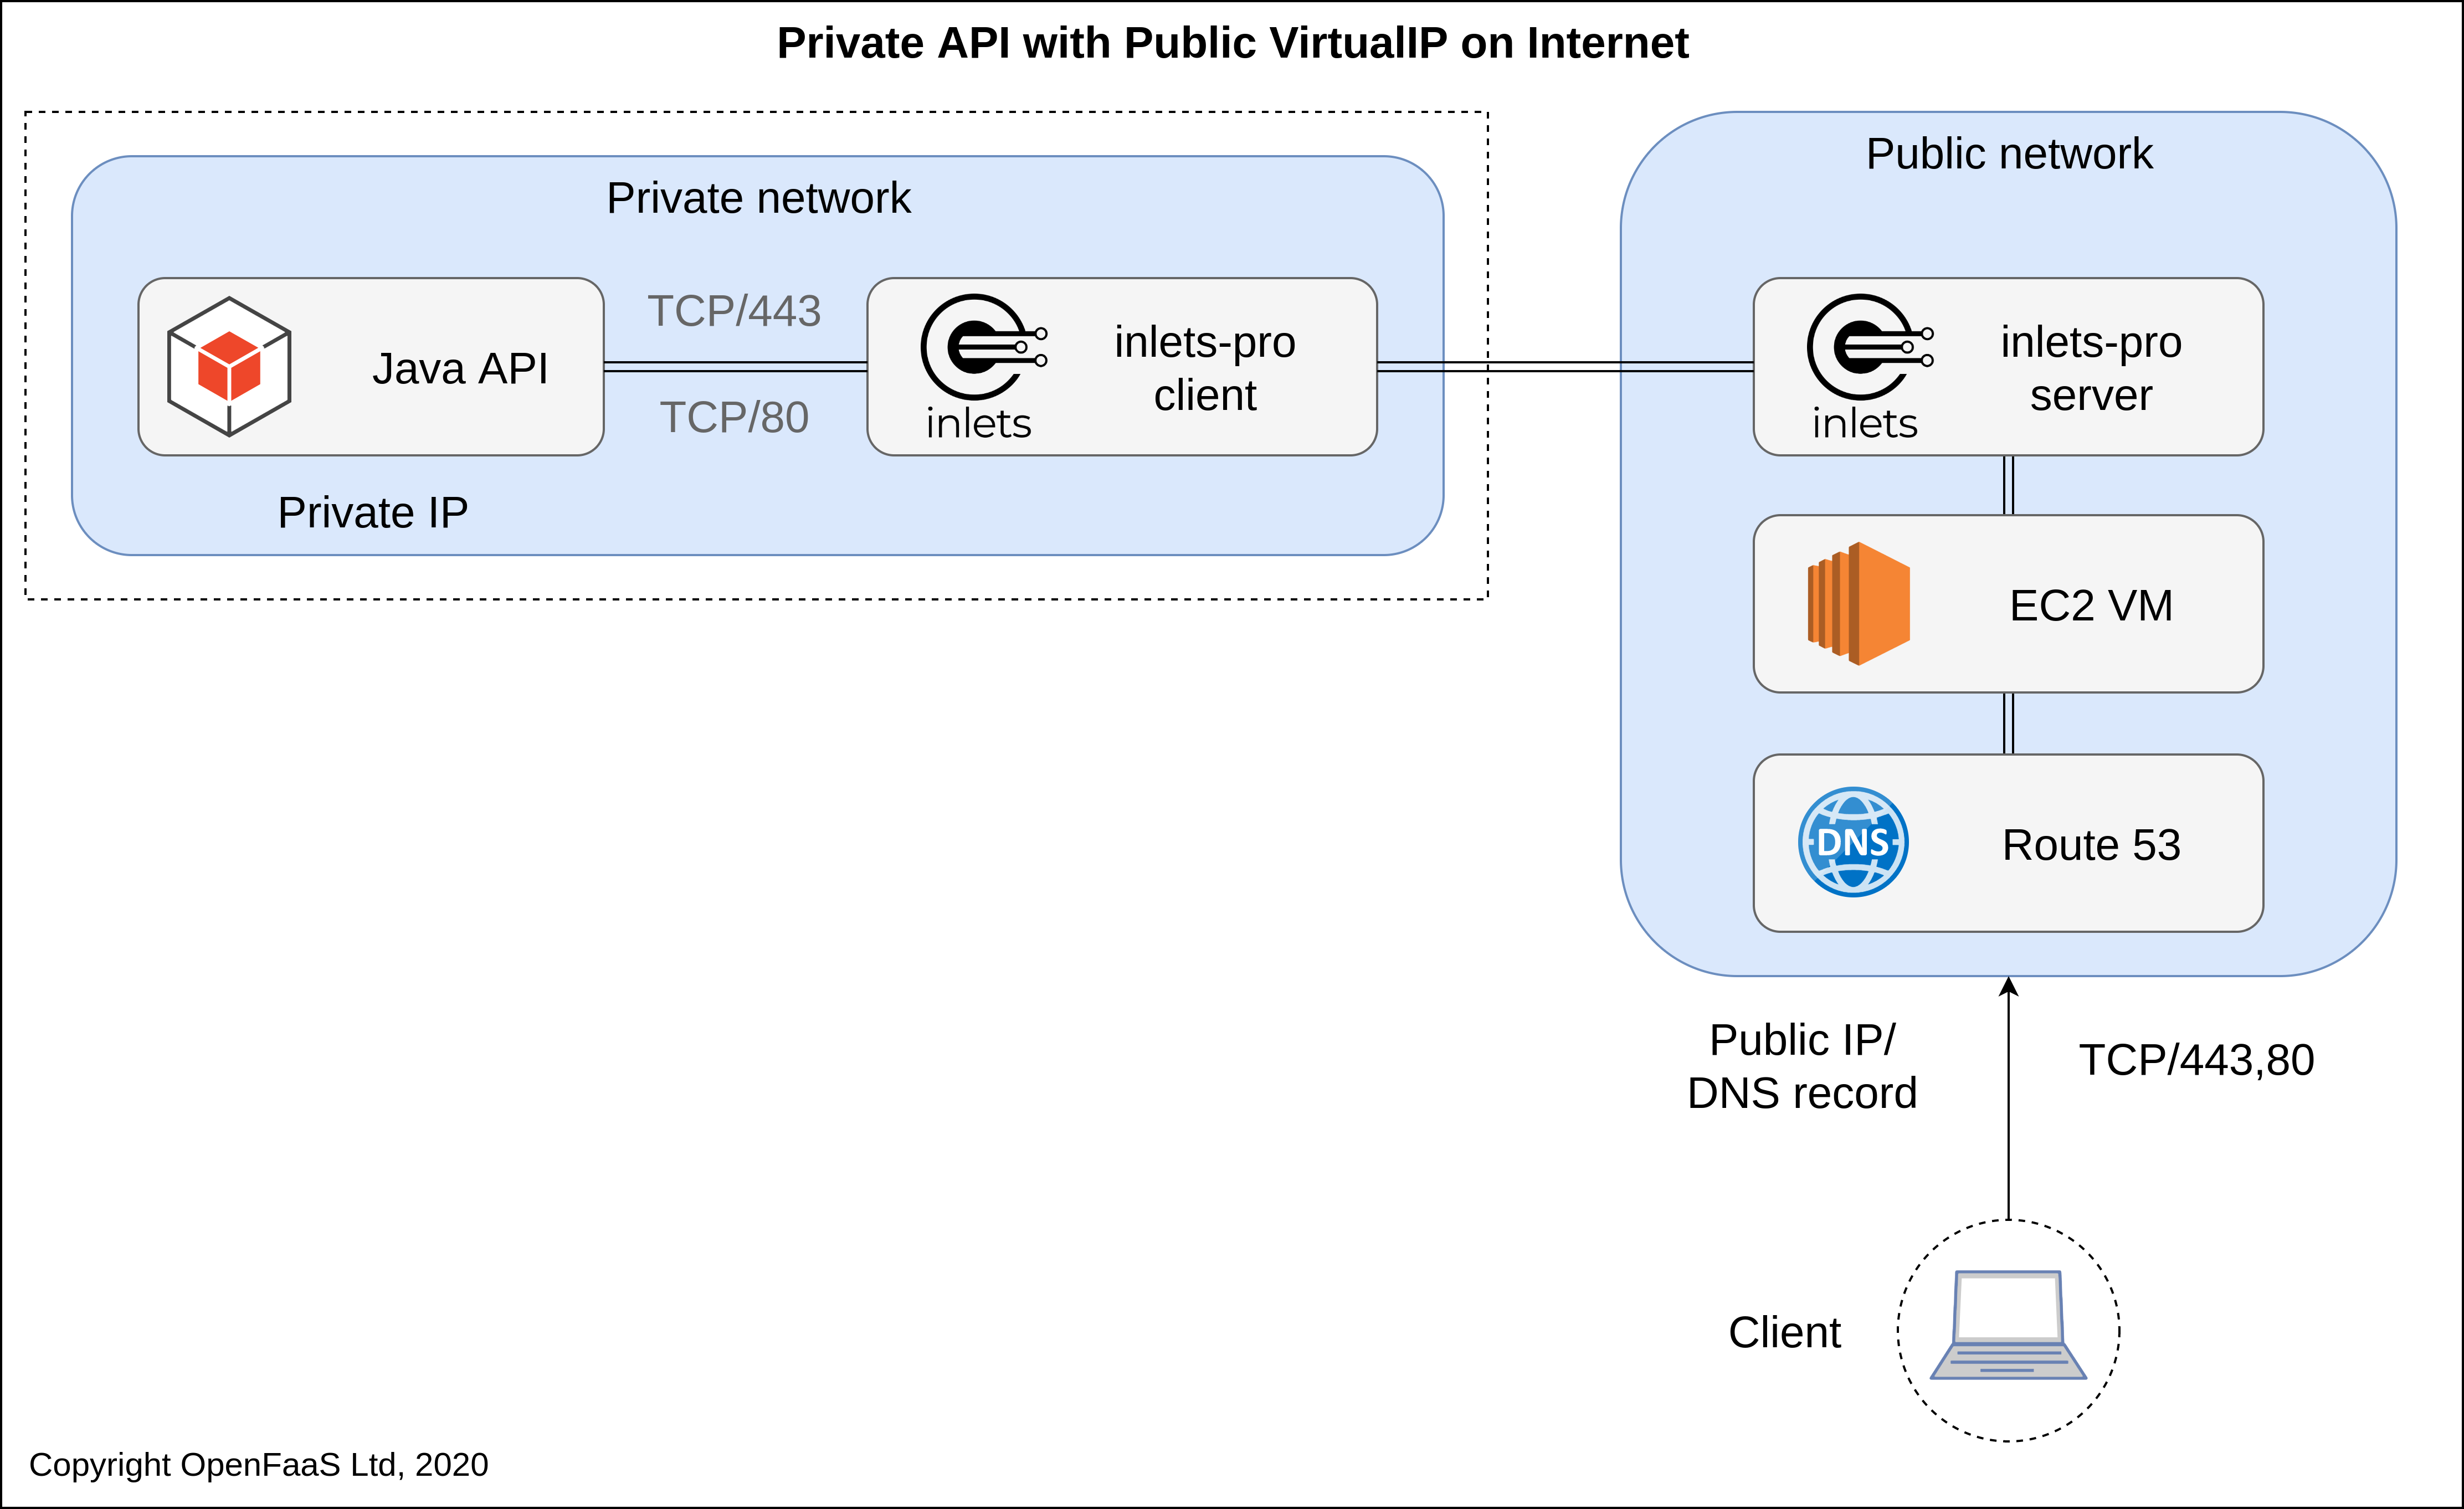 Private API with Public VirtualIP on Internet
Private network
Java API
TCP/443
TCP/80
inlets
inlets-pro
client
Private IP
Public network
inlets
inlets-pro
server
EC2 VM
DNS
Route 53
Public IP/
DNS record
TCP/443,80
Client
Copyright OpenFaaS Ltd, 2020